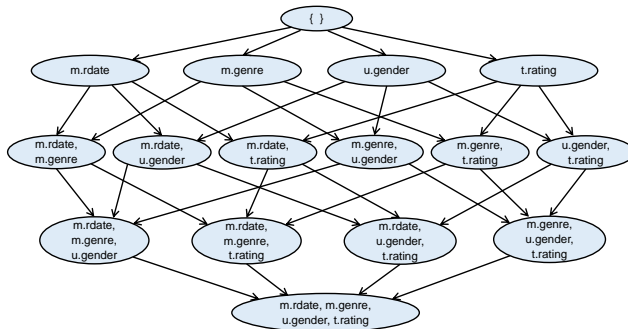 { }
m.rdate
m.genre
u.gender
t.rating
m.rdate,
m.genre
m.rdate,
u.gender
m.rdate,
t.rating
m.genre,
u.gender
m.genre,
t.rating
u.gender,
t.rating
m.rdate,
m.genre,
u.gender
m.rdate,
m.genre,
t.rating
m.rdate,
u.gender,
t.rating
m.genre,
u.gender,
t.rating
m.rdate, m.genre,
u.gender, t.rating